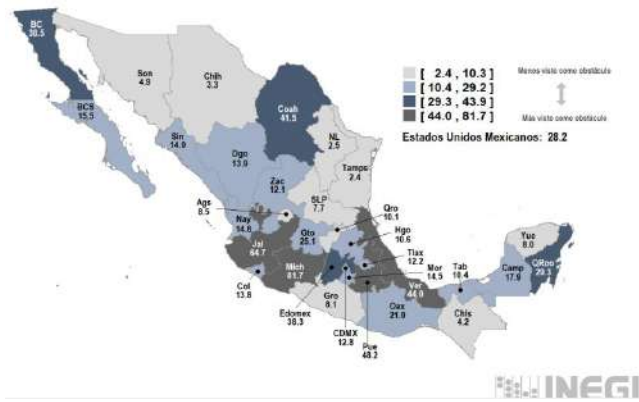 BC
38.5
Son
4.9
Chih
3.3
Coah
41.5
BCS
15.5
Sin
14.9
Dgo
13.9
NL
2.5
Tamps
2.4
Zac
12.1
SLP
7.7
Ags
8.5
Nay
14.8
Gto
25.1
Qro
10.1
Hgo
10.6
Tlax
12.2
Mor
14.5
Jal
64.7
Mich
81.7
Col
13.8
Edomex
38.3
Gro
8.1
CDMX
12.8
Pue
48.2
Ver
44.0
Oax
21.9
Tab
10.4
Chis
4.2
Camp
17.9
Yuc
8.0
QRoo
29.3
[ 2.4 , 10.3 ]
[ 10.4 , 29.2 ]
[ 29.3 , 43.9 ]
[ 44.0 , 81.7 ]
Menos visto como obstáculo
Más visto como obstáculo
Estados Unidos Mexicanos: 28.2
INEGI